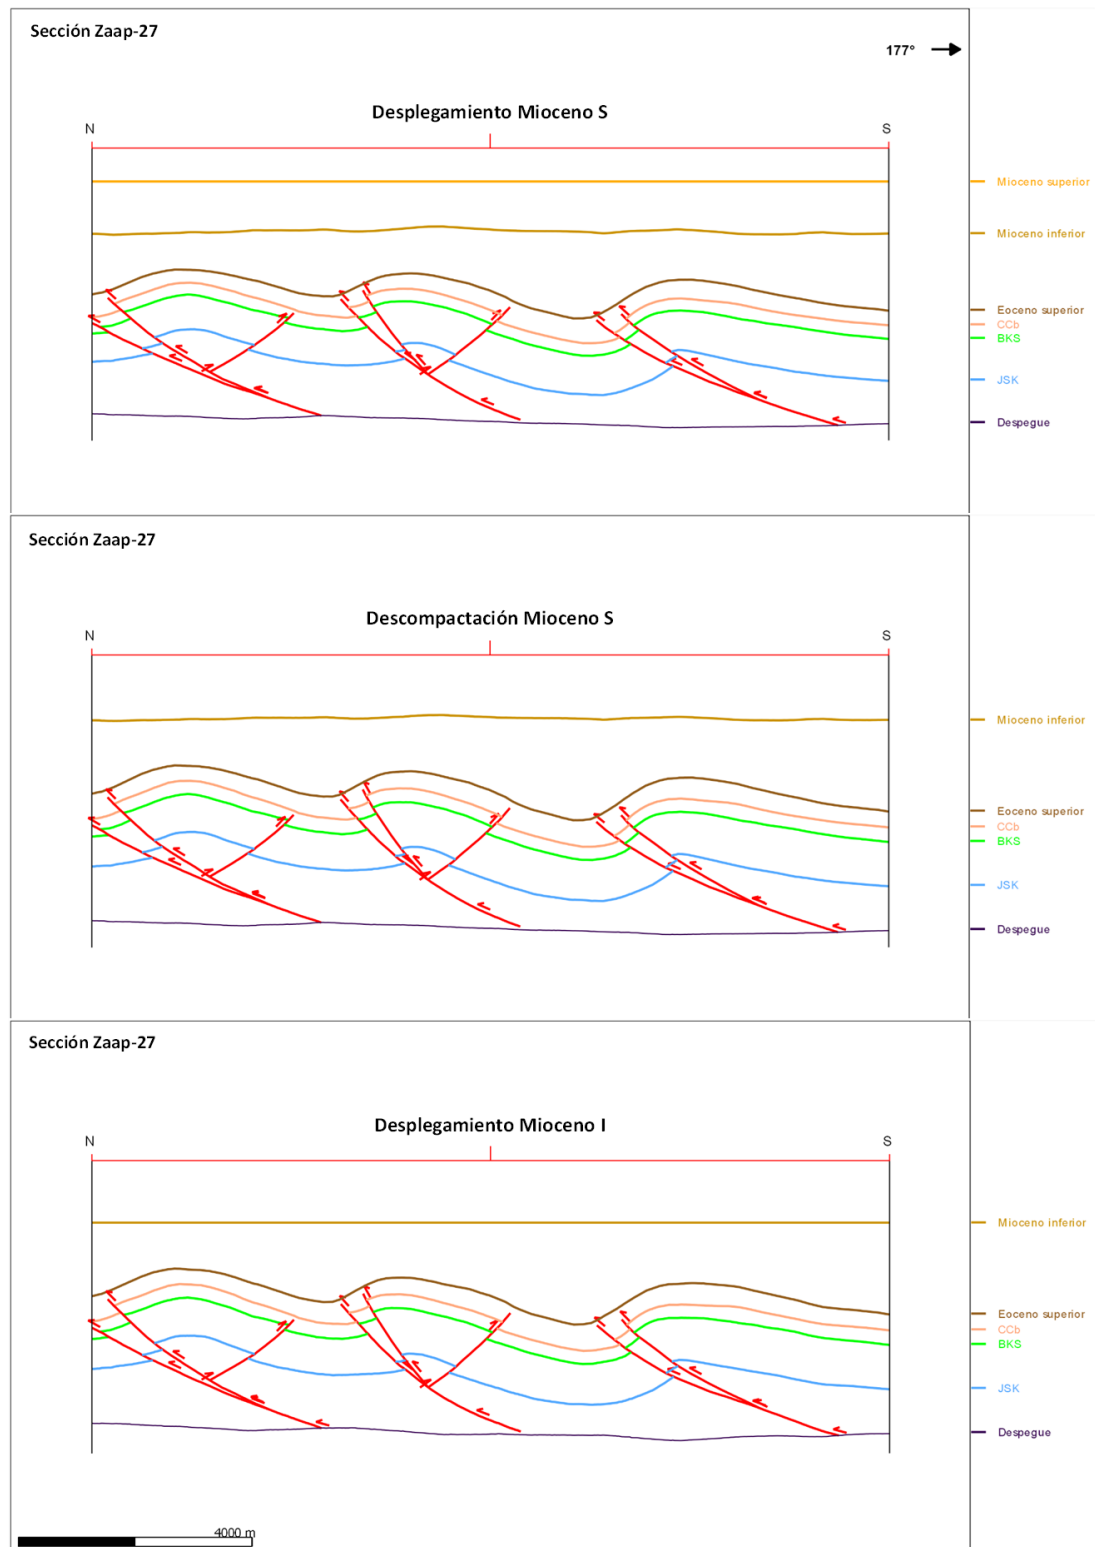 Sección Zaap-27
177°
Desplegamiento Mioceno S
N
S
Mioceno superior
Mioceno inferior
Eoceno superior
CCb
BKS
JSK
Despegue
Sección Zaap-27
Descompactación Mioceno S
N
S
Mioceno inferior
Eoceno superior
CCb
BKS
JSK
Despegue
Sección Zaap-27
Desplegamiento Mioceno I
N
S
Mioceno inferior
Eoceno superior
CCb
BKS
JSK
Despegue
4000 m